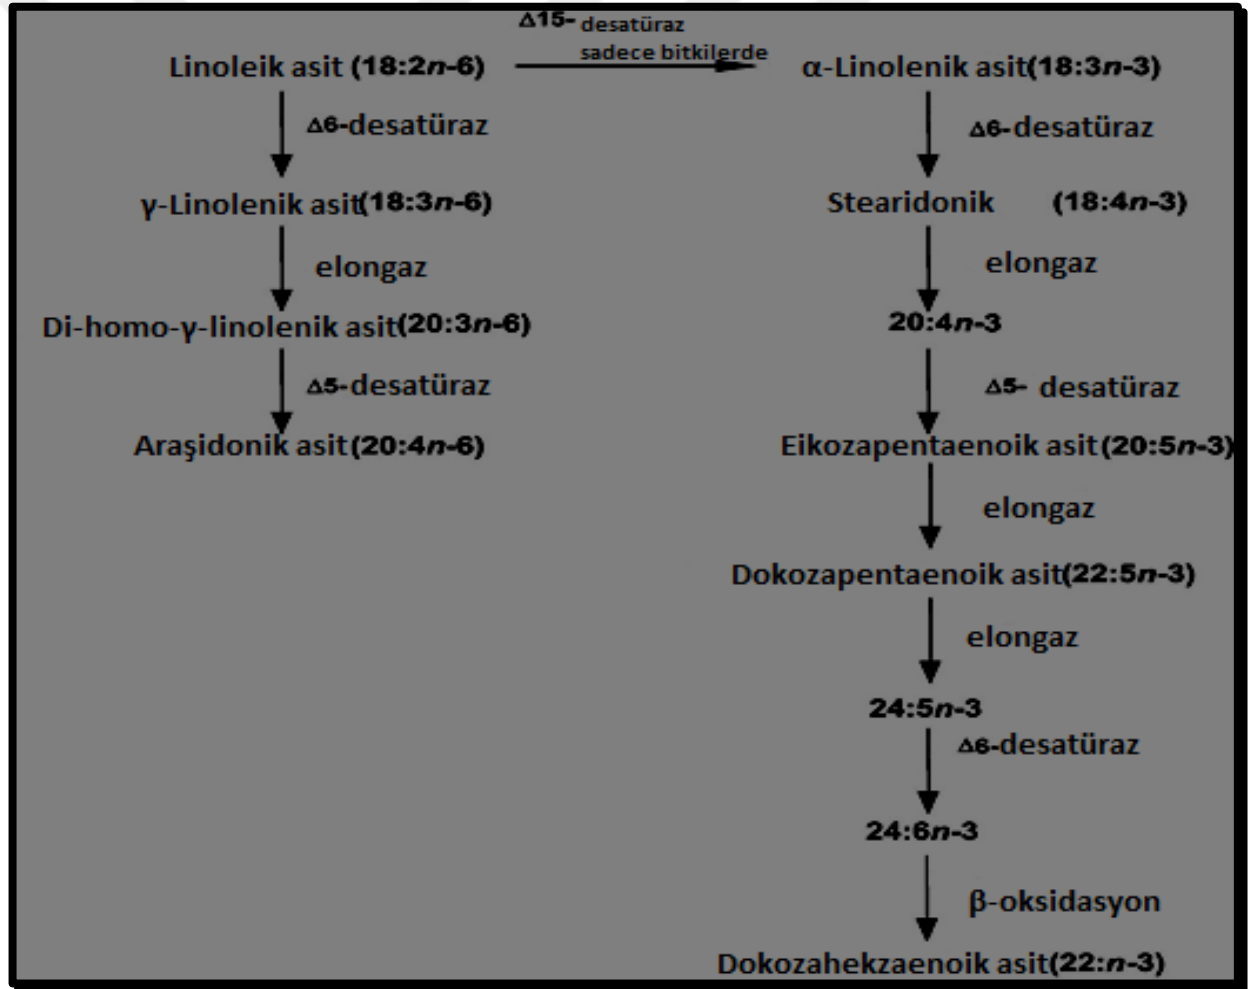 Δ15- desatüraz
sadece bitkilerde
Linoleik asit (18:2n-6)
α-Linolenik asit(18:3n-3)
Δ6-desatüraz
Δ6-desatüraz
γ-Linolenik asit(18:3n-6)
Stearidonik (18:4n-3)
elongaz
elongaz
Di-homo-γ-linolenik asit(20:3n-6)
20:4n-3
Δ5-desatüraz
Δ5- desatüraz
Araşidonik asit(20:4n-6)
Eikozapentaenoik asit(20:5n-3)
elongaz
Dokozapentaenoik asit(22:5n-3)
elongaz
24:5n-3
Δ6-desatüraz
24:6n-3
β-oksidasyon
Dokozahekzaenoik asit(22:n-3)